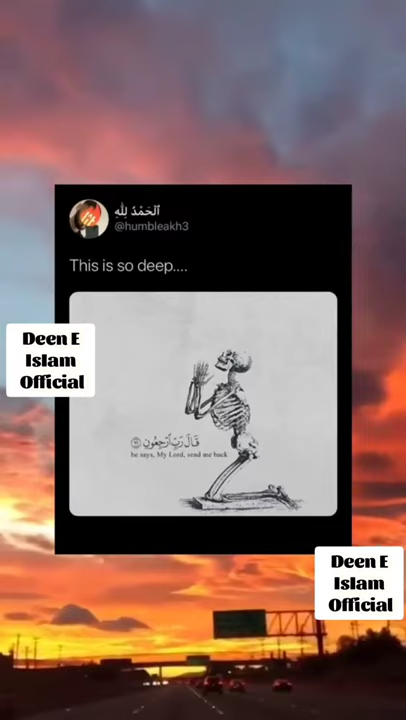 ٱلْحَمْدُ لِلَّهِ
@humbleakh3
This is so deep....
Deen E
Islam
Official
قَالَ رَبِّ ٱرْجِعُونِ
he says, My Lord, send me back
Deen E
Islam
Official